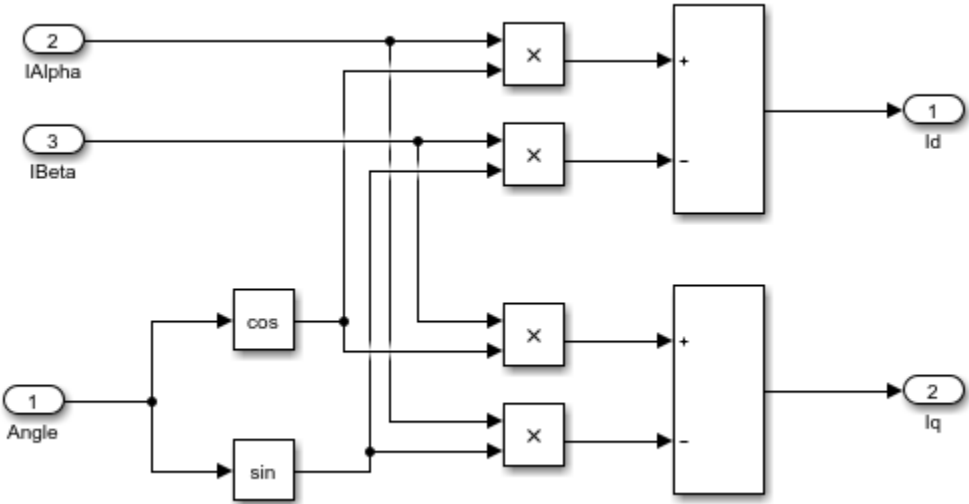 2
IAlpha
×
+
1
Id
3
IBeta
×
−
cos
×
+
1
Angle
2
Iq
×
−
sin